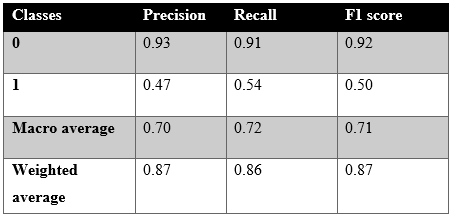 Classes Precision Recall F1 score
0 0.93 0.91 0.92
1 0.47 0.54 0.50
Macro average 0.70 0.72 0.71
Weighted 0.87 0.86 0.87
average